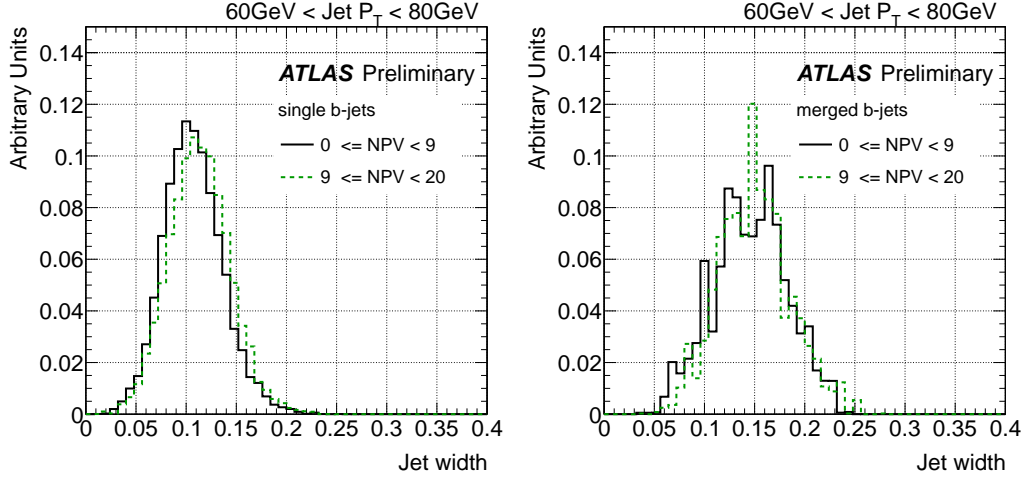 60GeV < Jet P_T < 80GeV
Arbitrary Units
0.14
0.12
0.1
0.08
0.06
0.04
0.02
0
ATLAS Preliminary
single b-jets
0 <= NPV < 9
9 <= NPV < 20
0 0.05 0.1 0.15 0.2 0.25 0.3 0.35 0.4
Jet width
60GeV < Jet P_T < 80GeV
Arbitrary Units
0.14
0.12
0.1
0.08
0.06
0.04
0.02
0
ATLAS Preliminary
merged b-jets
0 <= NPV < 9
9 <= NPV < 20
0 0.05 0.1 0.15 0.2 0.25 0.3 0.35 0.4
Jet width